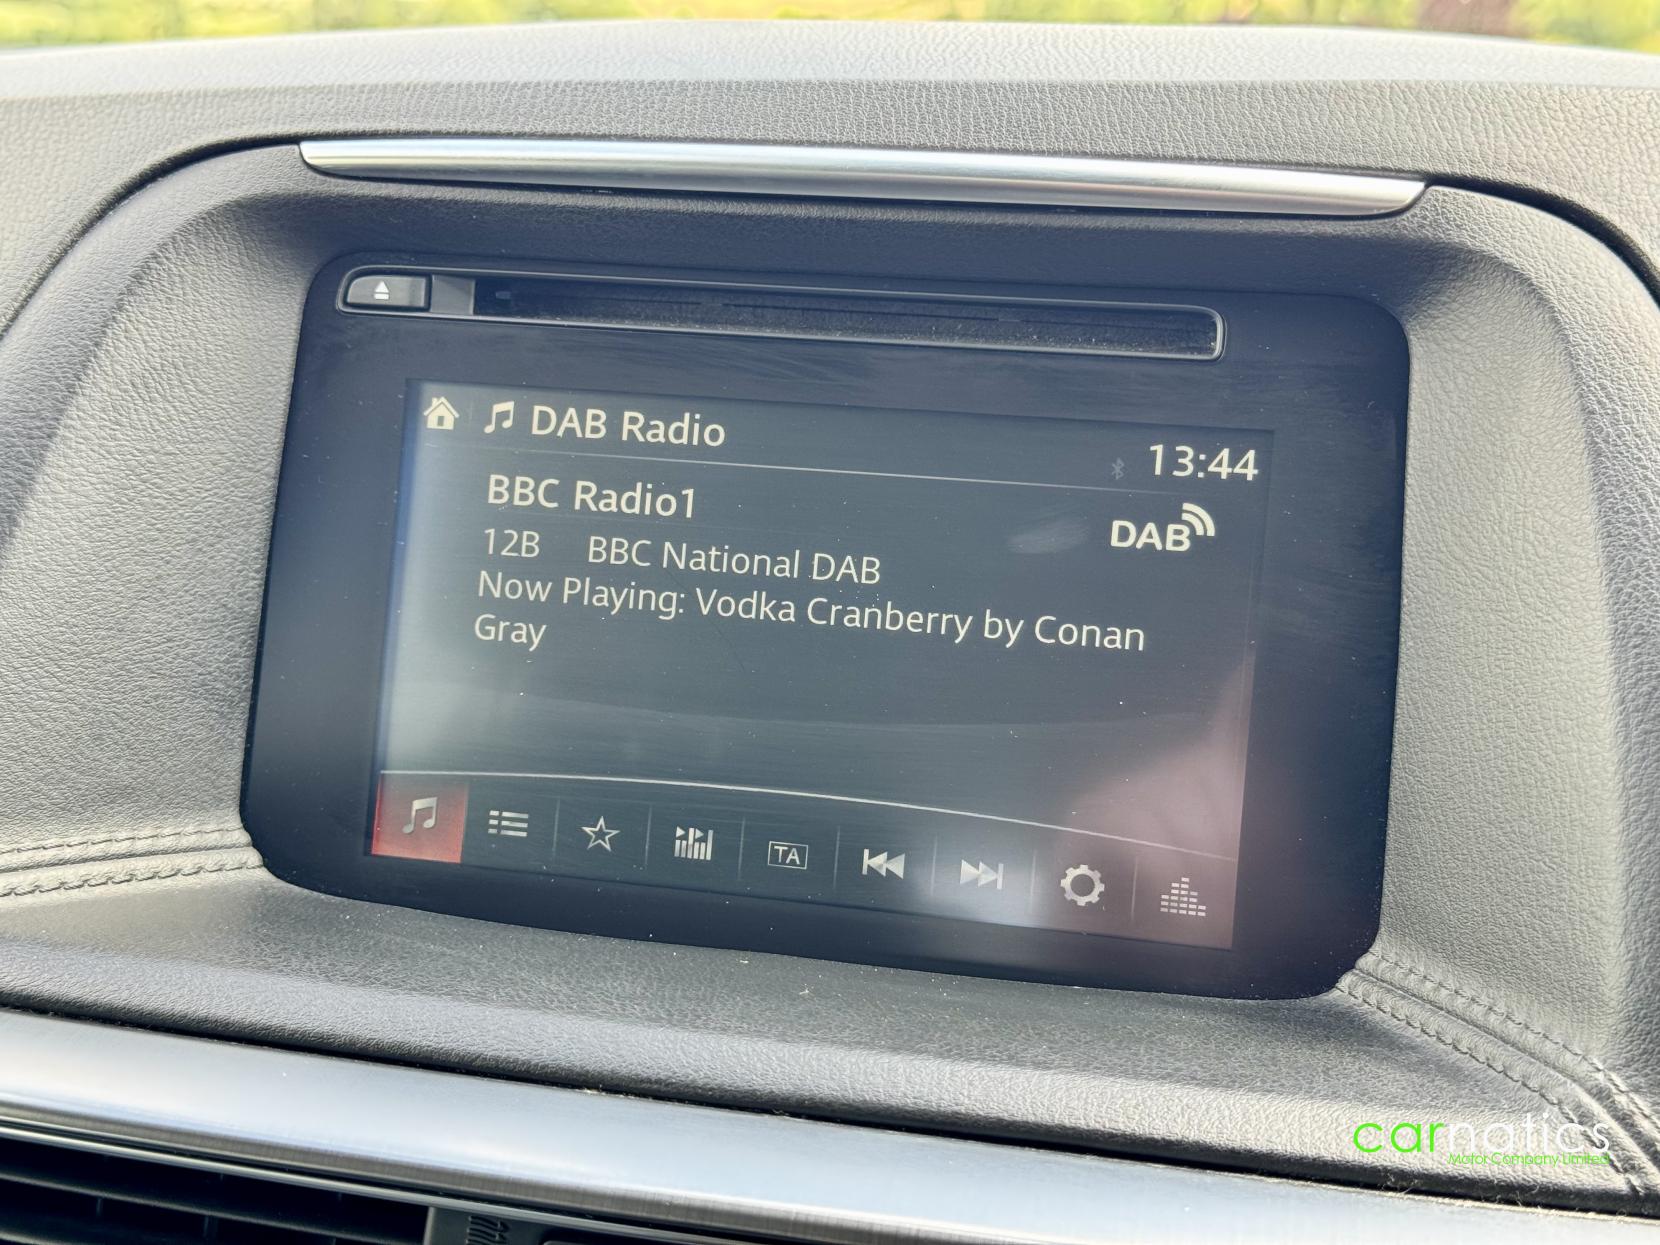 DAB Radio
13:44
BBC Radio1
DAB
12B BBC National DAB
Now Playing: Vodka Cranberry by Conan
Gray
TA
carnatics
Motor Company Limited